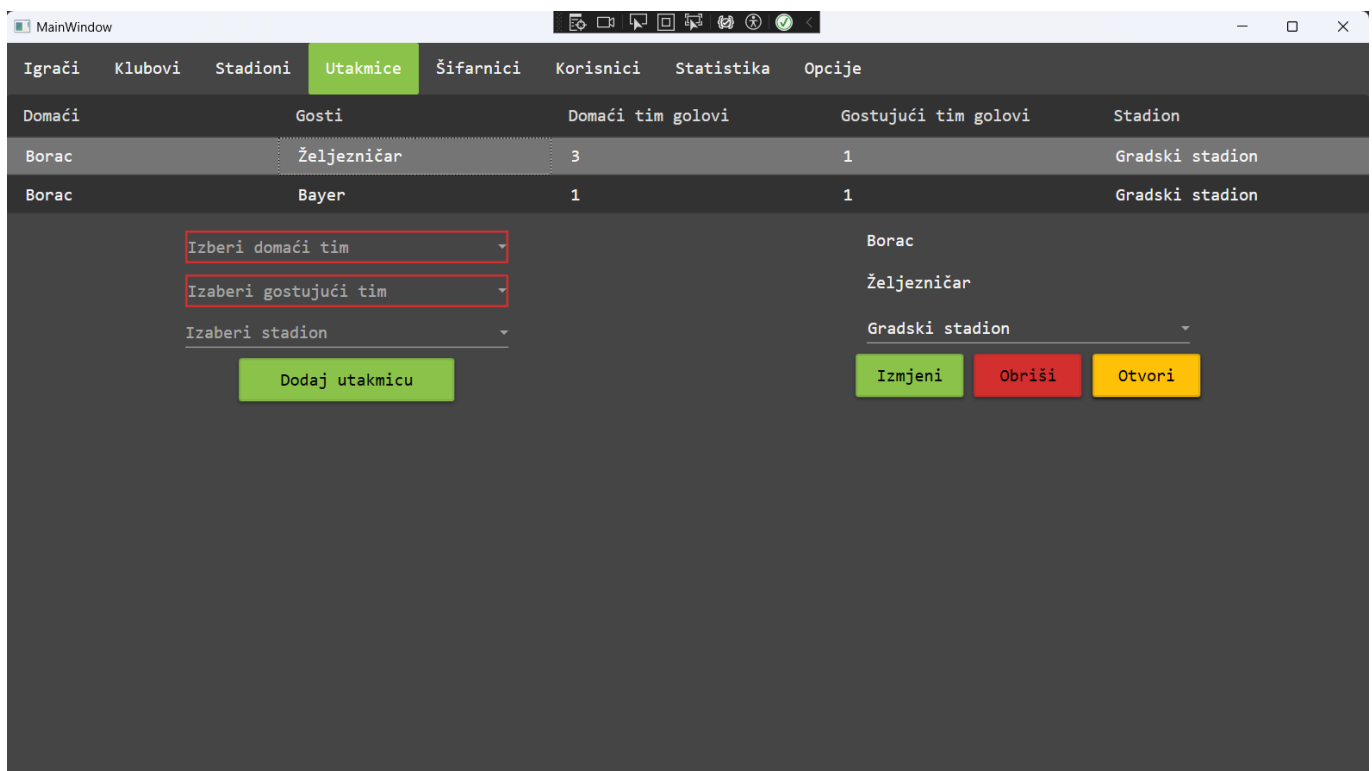 MainWindow
Igrači Klubovi Stadioni Utakmice Šifarnici Korisnici Statistika Opcije
Domaći Gosti Domaći tim golovi Gostujući tim golovi Stadion
Borac Željezničar 3 1 Gradski stadion
Borac Bayer 1 1 Gradski stadion
Izberi domaći tim
Izaberi gostujući tim
Izaberi stadion
Dodaj utakmicu
Borac
Željezničar
Gradski stadion
Izmjeni Obriši Otvori